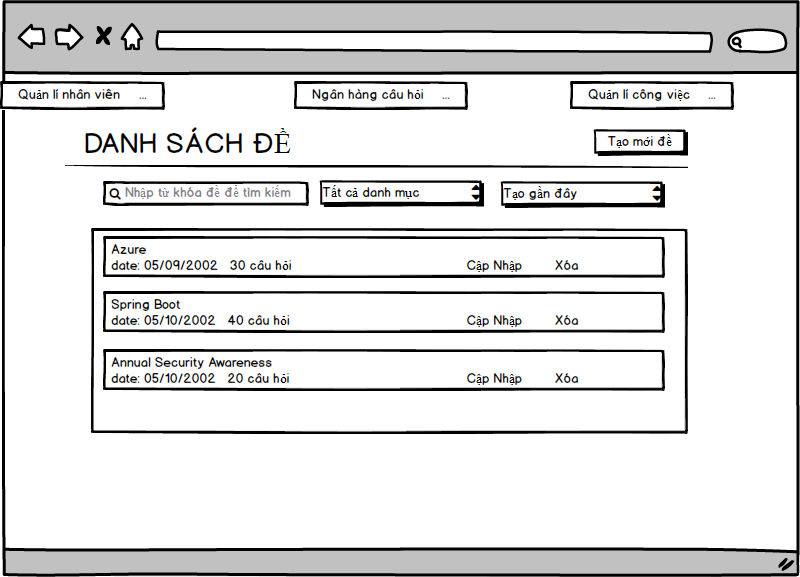 Quản lí nhân viên ...
Ngân hàng câu hỏi ...
Quản lí công việc ...
DANH SÁCH ĐỀ
Tạo mới đề
Nhập từ khóa đề để tìm kiếm
Tất cả danh mục
Tạo gần đây
Azure
date: 05/09/2002 30 câu hỏi Cập Nhập Xóa
Spring Boot
date: 05/10/2002 40 câu hỏi Cập Nhập Xóa
Annual Security Awareness
date: 05/10/2002 20 câu hỏi Cập Nhập Xóa